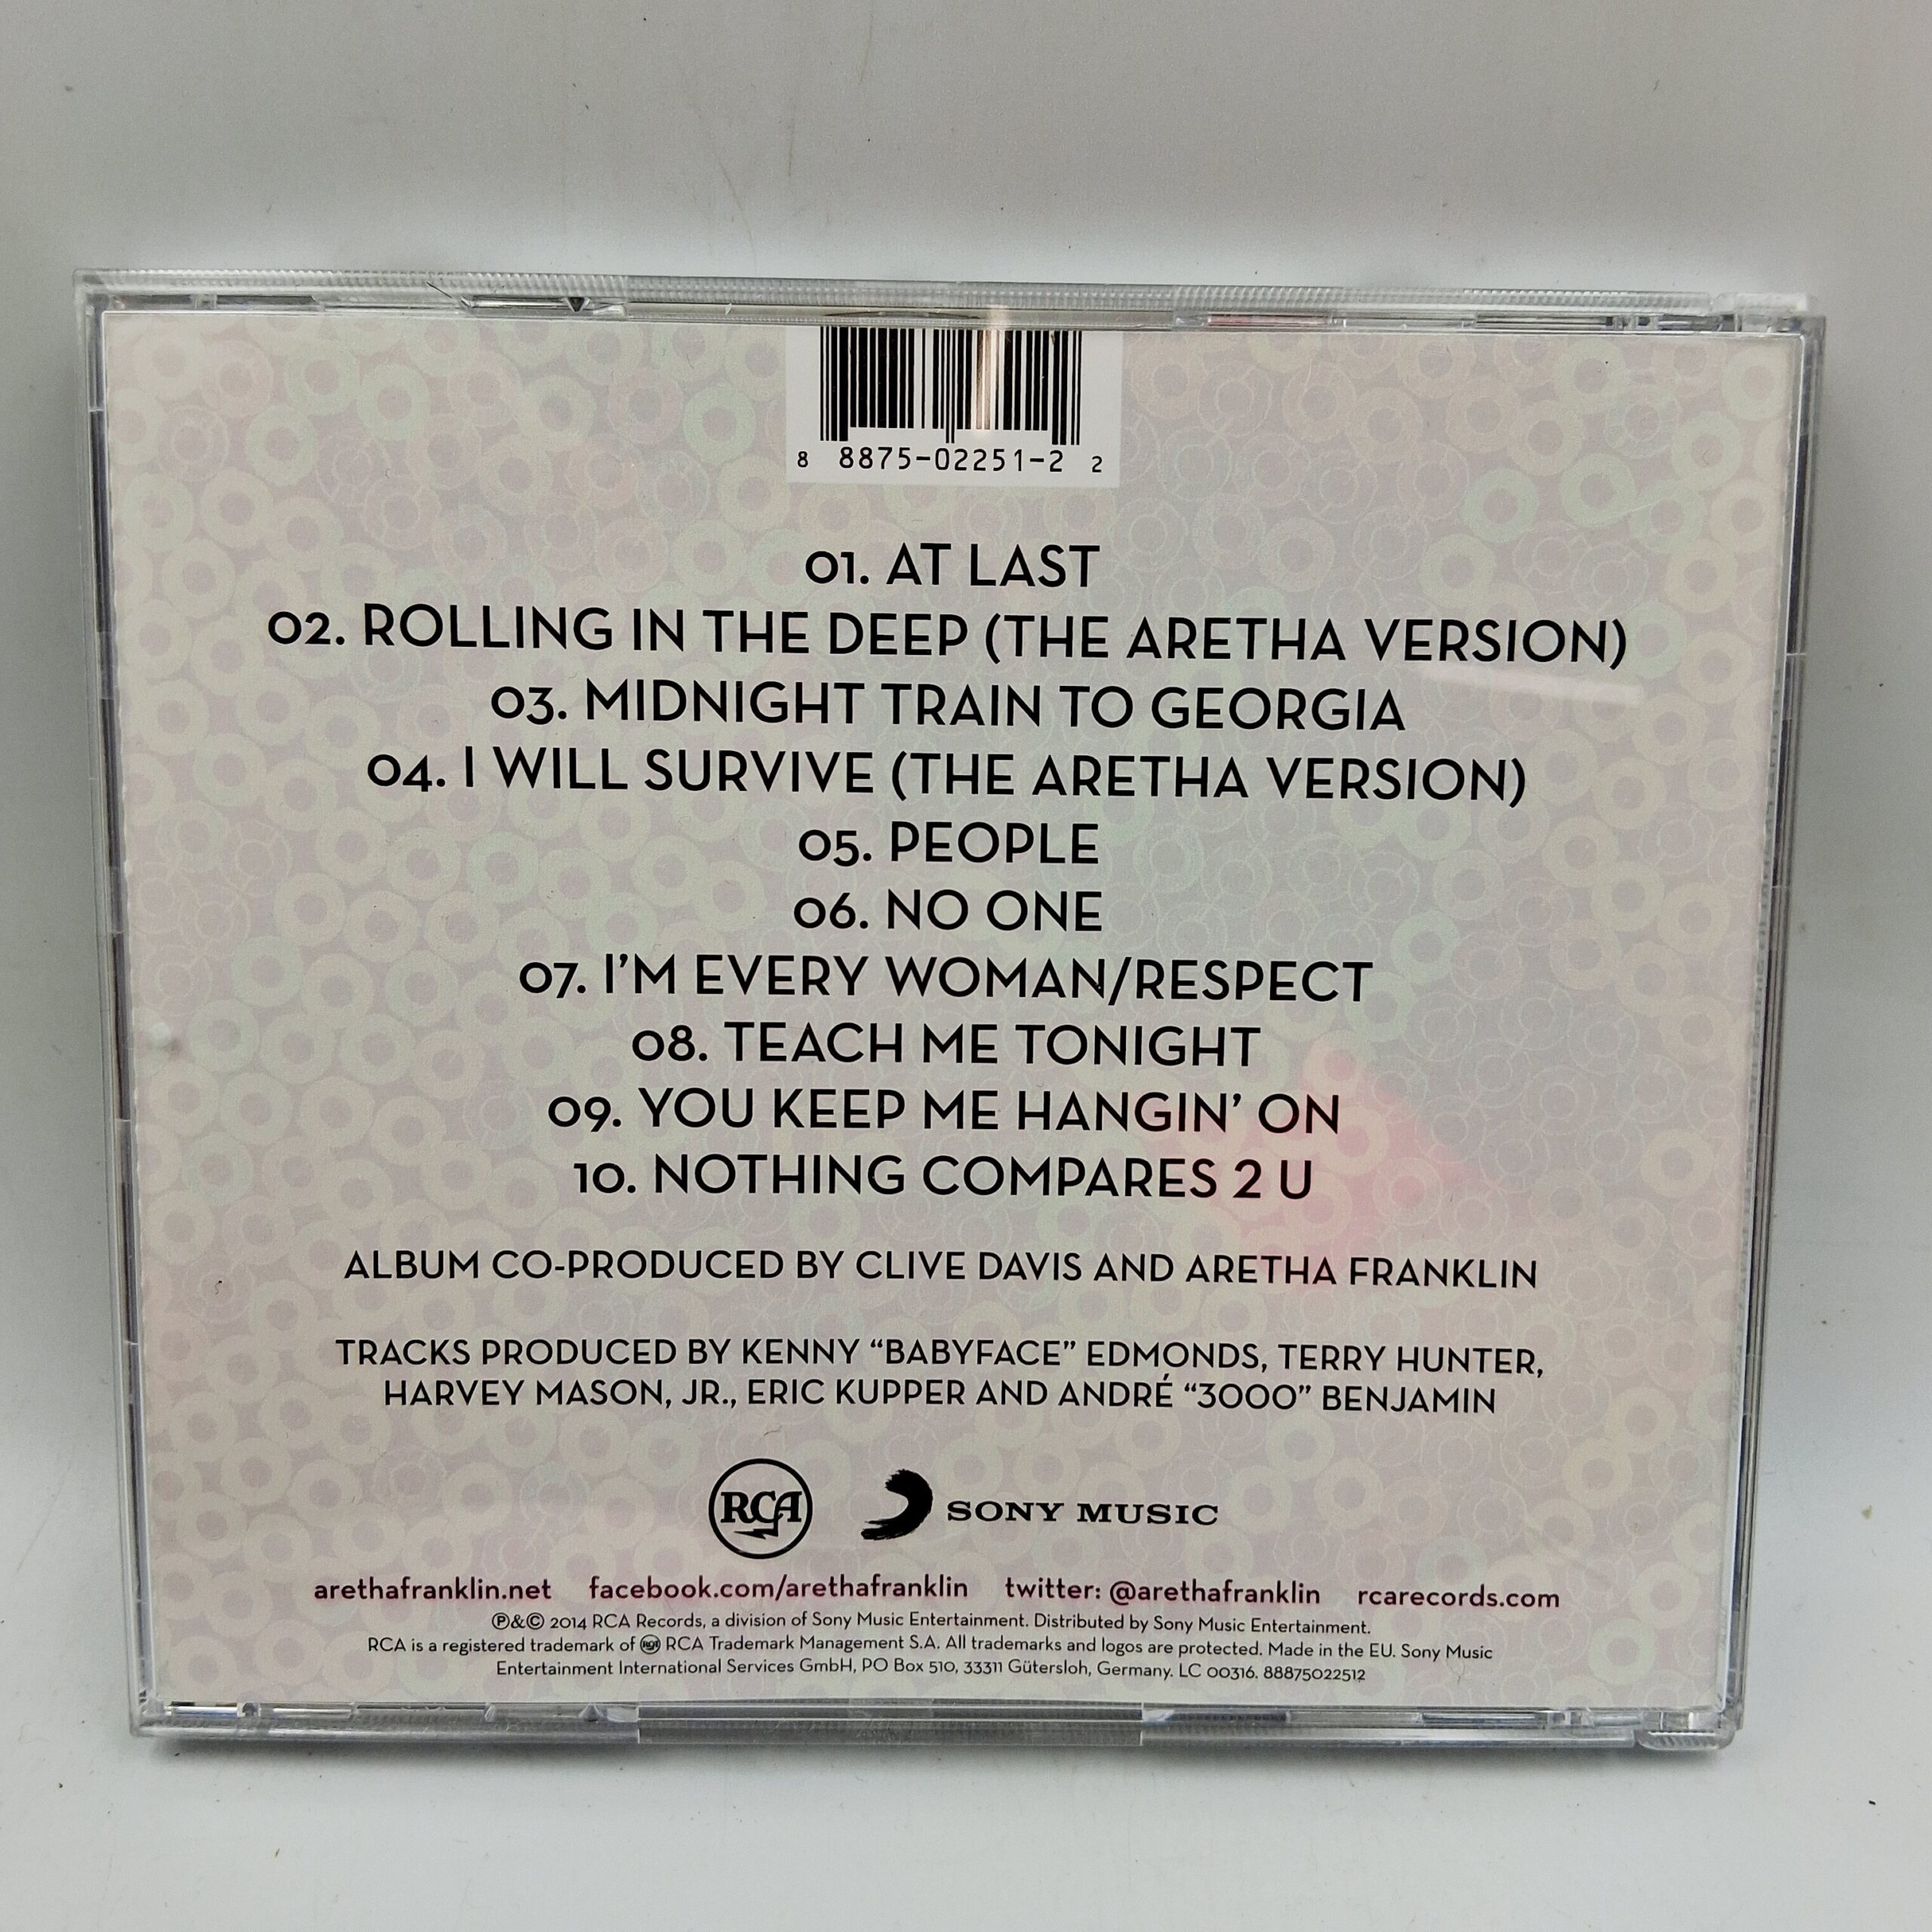 8 8875-02251-2 2
01. AT LAST
02. ROLLING IN THE DEEP (THE ARETHA VERSION)
03. MIDNIGHT TRAIN TO GEORGIA
04. I WILL SURVIVE (THE ARETHA VERSION)
05. PEOPLE
06. NO ONE
07. I'M EVERY WOMAN/RESPECT
08. TEACH ME TONIGHT
09. YOU KEEP ME HANGIN' ON
10. NOTHING COMPARES 2 U
ALBUM CO-PRODUCED BY CLIVE DAVIS AND ARETHA FRANKLIN
TRACKS PRODUCED BY KENNY "BABYFACE" EDMONDS, TERRY HUNTER,
HARVEY MASON, JR., ERIC KUPPER AND ANDRÉ "3000" BENJAMIN
RCA SONY MUSIC
arethafranklin.net facebook.com/arethafranklin twitter: @arethafranklin rcarecords.com
℗&© 2014 RCA Records, a division of Sony Music Entertainment. Distributed by Sony Music Entertainment.
RCA is a registered trademark of RCA RCA Trademark Management S.A. All trademarks and logos are protected. Made in the EU. Sony Music
Entertainment International Services GmbH, PO Box 510, 33311 Gütersloh, Germany. LC 00316. 88875022512